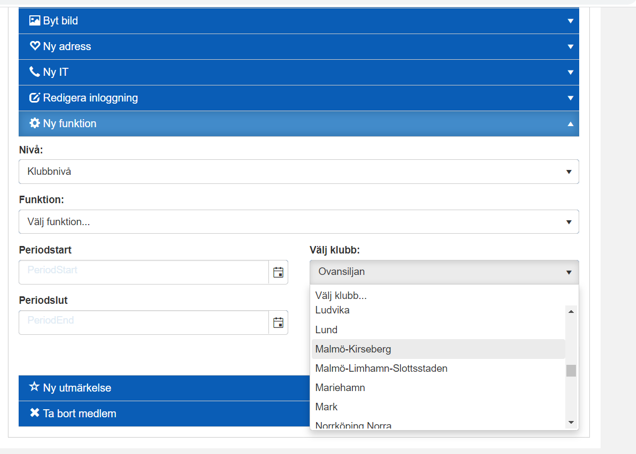 Byt bild
Ny adress
Ny IT
Redigera inloggning
Ny funktion
Nivå:
Klubbnivå
Funktion:
Välj funktion...
Periodstart
PeriodStart
Periodslut
PeriodEnd
Välj klubb:
Ovansiljan
Välj klubb...
Ludvika
Lund
Malmö-Kirseberg
Malmö-Limhamn-Slottsstaden
Mariehamn
Mark
Norrköping Norra
Ny utmärkelse
Ta bort medlem